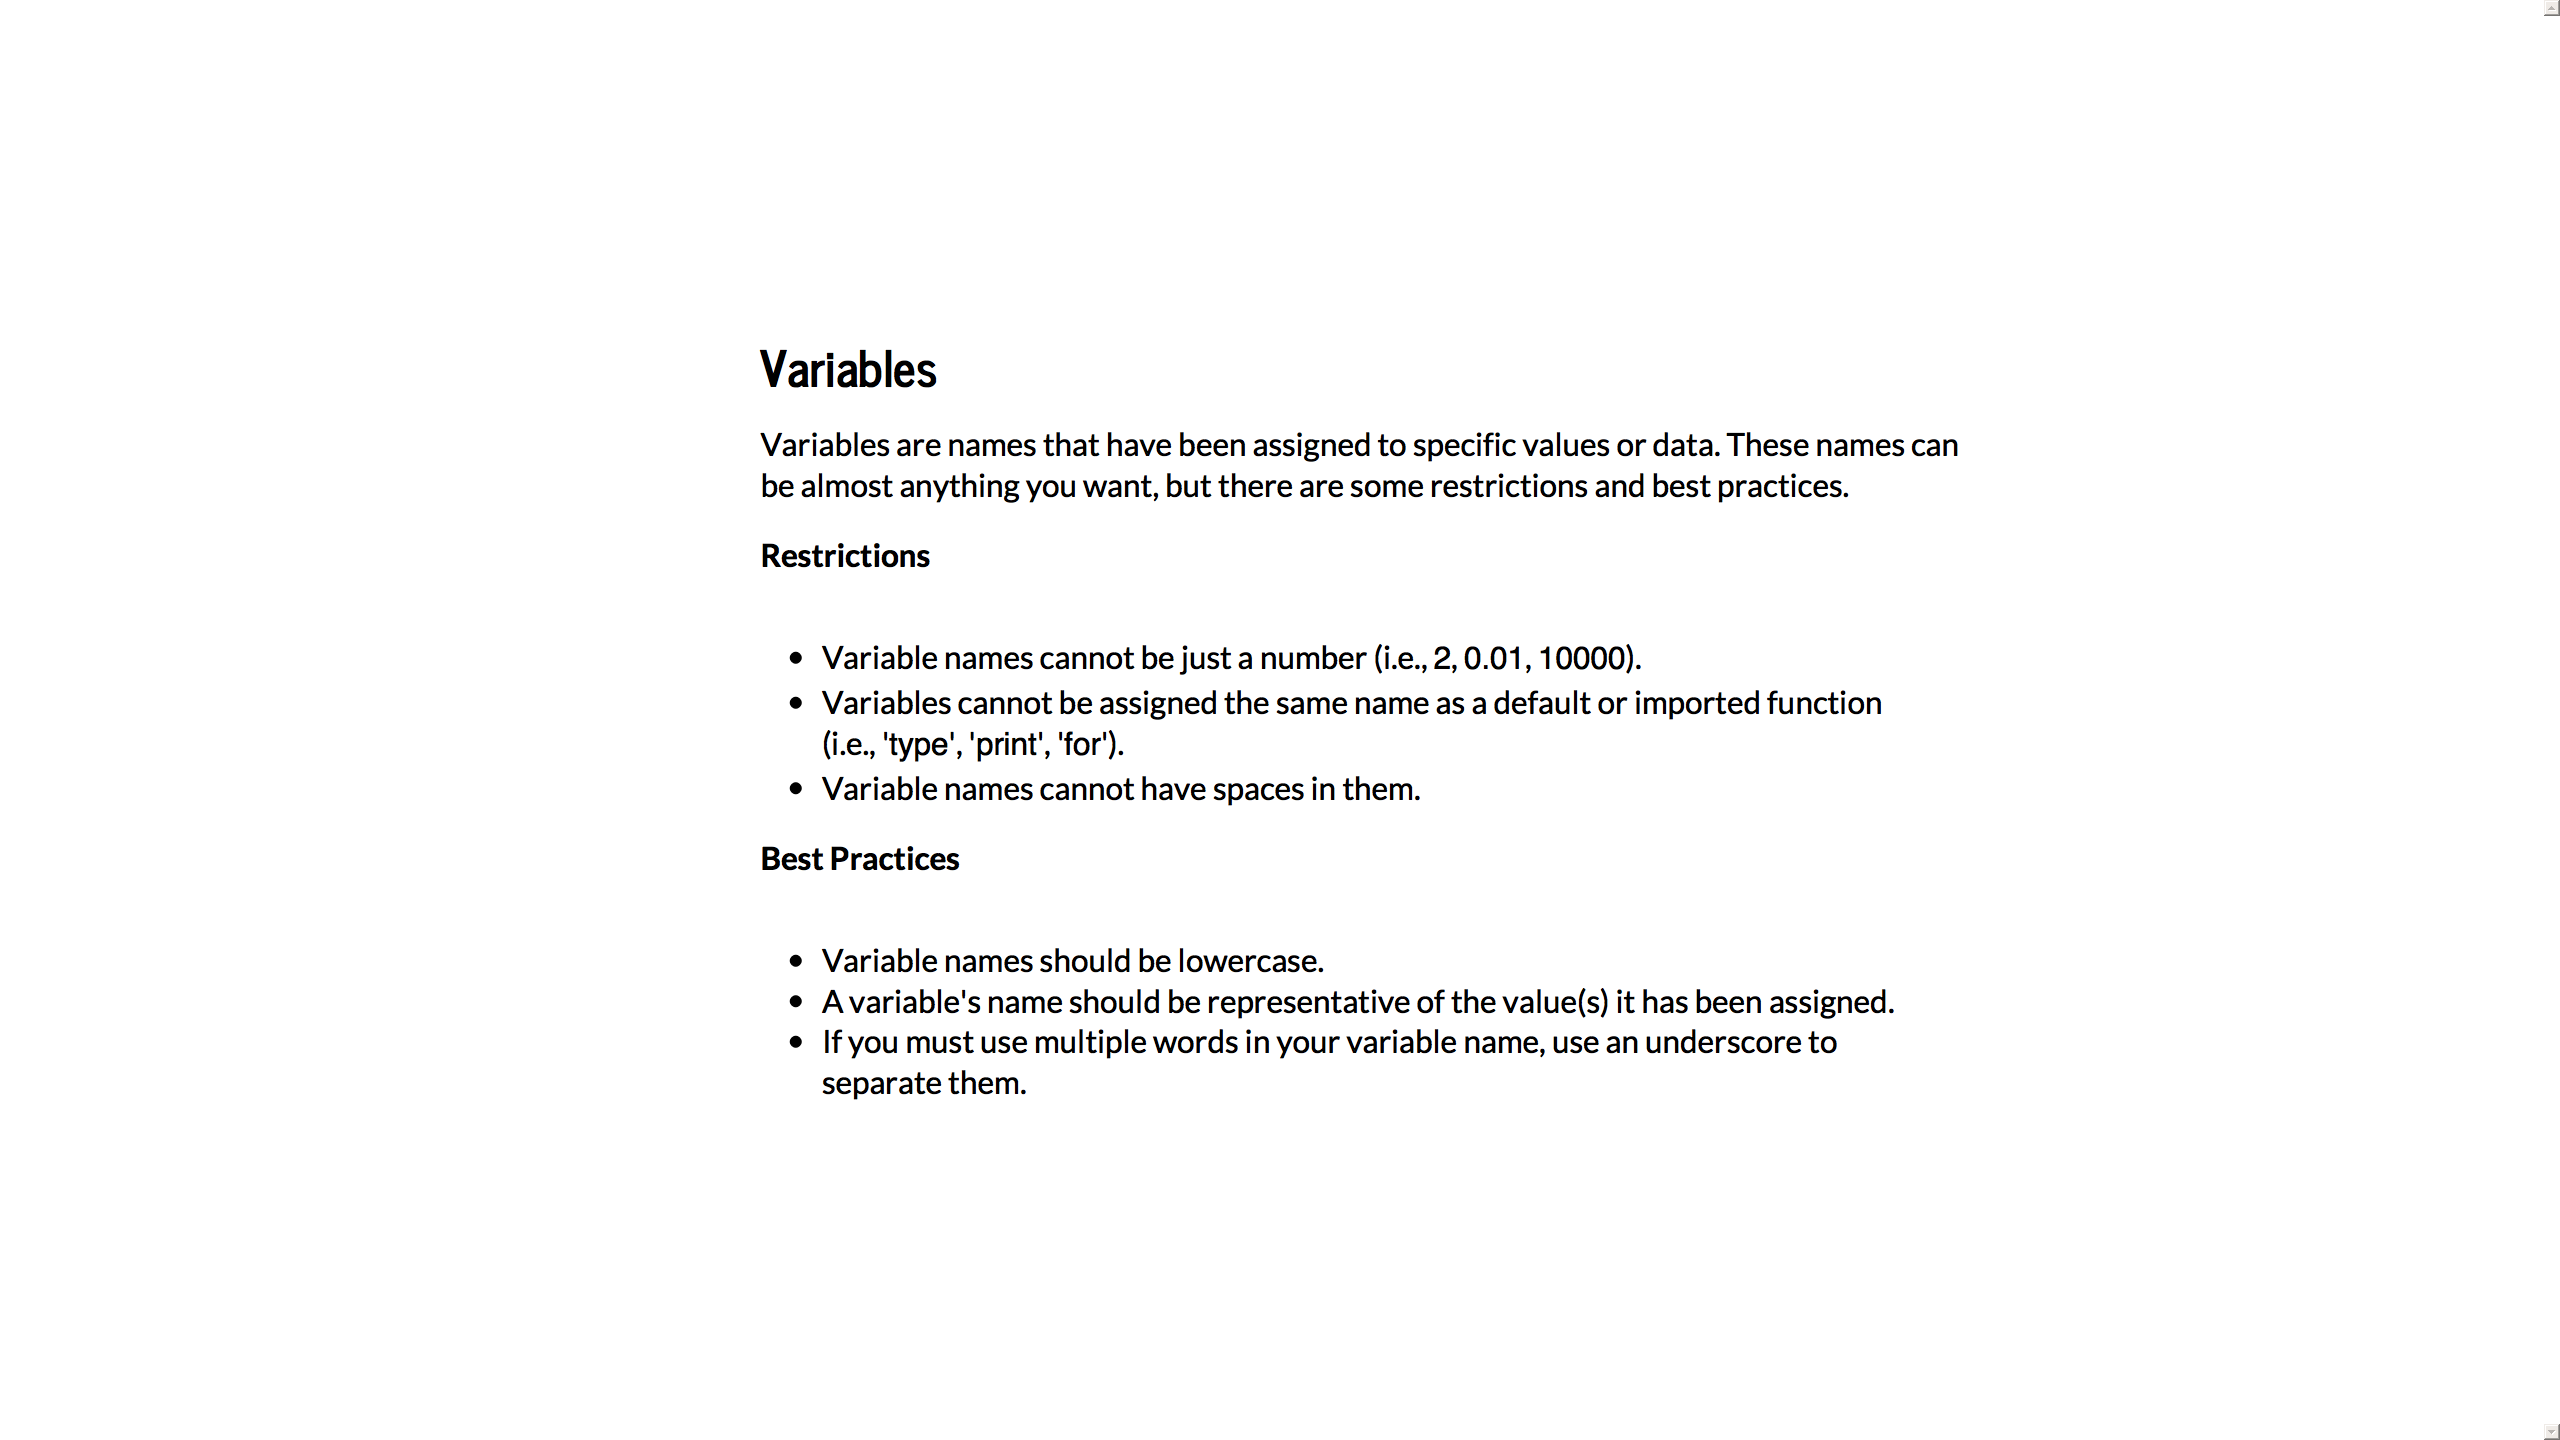 Variables
Variables are names that have been assigned to specific values or data. These names can
be almost anything you want, but there are some restrictions and best practices.
Restrictions
• Variable names cannot be just a number (i.e., 2, 0.01, 10000).
• Variables cannot be assigned the same name as a default or imported function
(i.e., 'type', 'print', 'for').
• Variable names cannot have spaces in them.
Best Practices
• Variable names should be lowercase.
• A variable's name should be representative of the value(s) it has been assigned.
• If you must use multiple words in your variable name, use an underscore to
separate them.